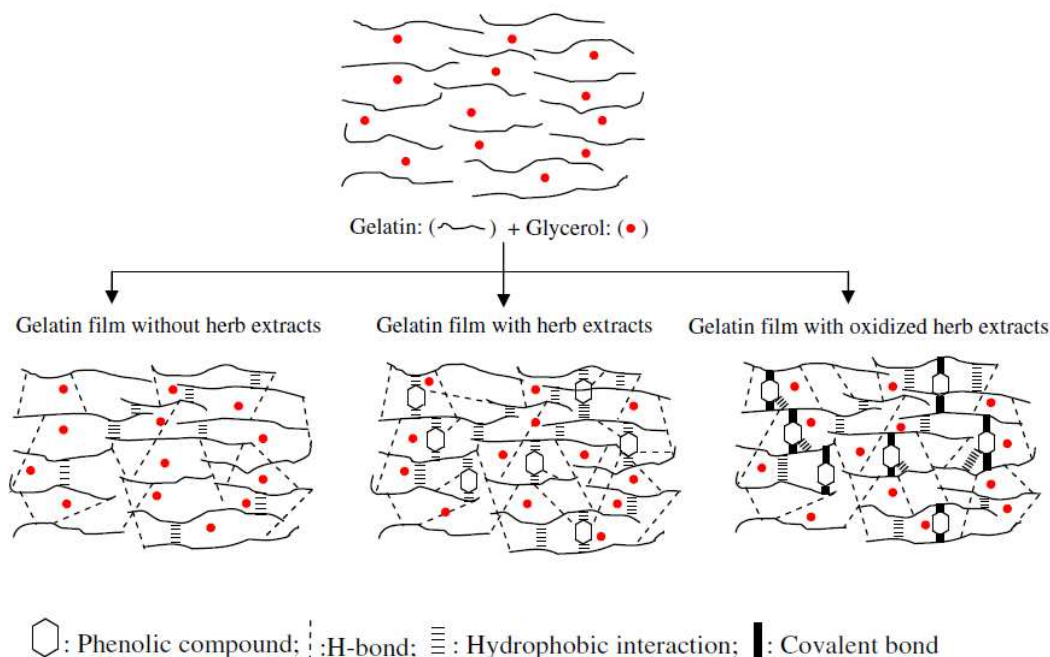 Gelatin: ( ) + Glycerol: ( )
Gelatin film without herb extracts
Gelatin film with herb extracts
Gelatin film with oxidized herb extracts
: Phenolic compound; :H-bond; : Hydrophobic interaction; : Covalent bond